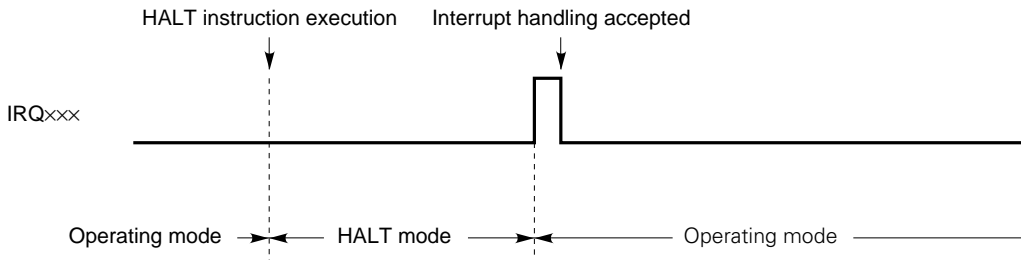 HALT instruction execution Interrupt handling accepted
IRQ×××
Operating mode HALT mode Operating mode